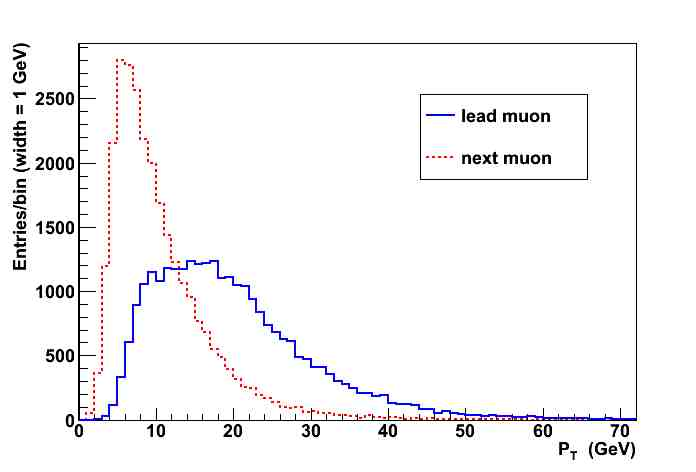 Entries/bin (width = 1 GeV)
2500
2000
1500
1000
500
0
lead muon
next muon
0 10 20 30 40 50 60 70
P_T (GeV)